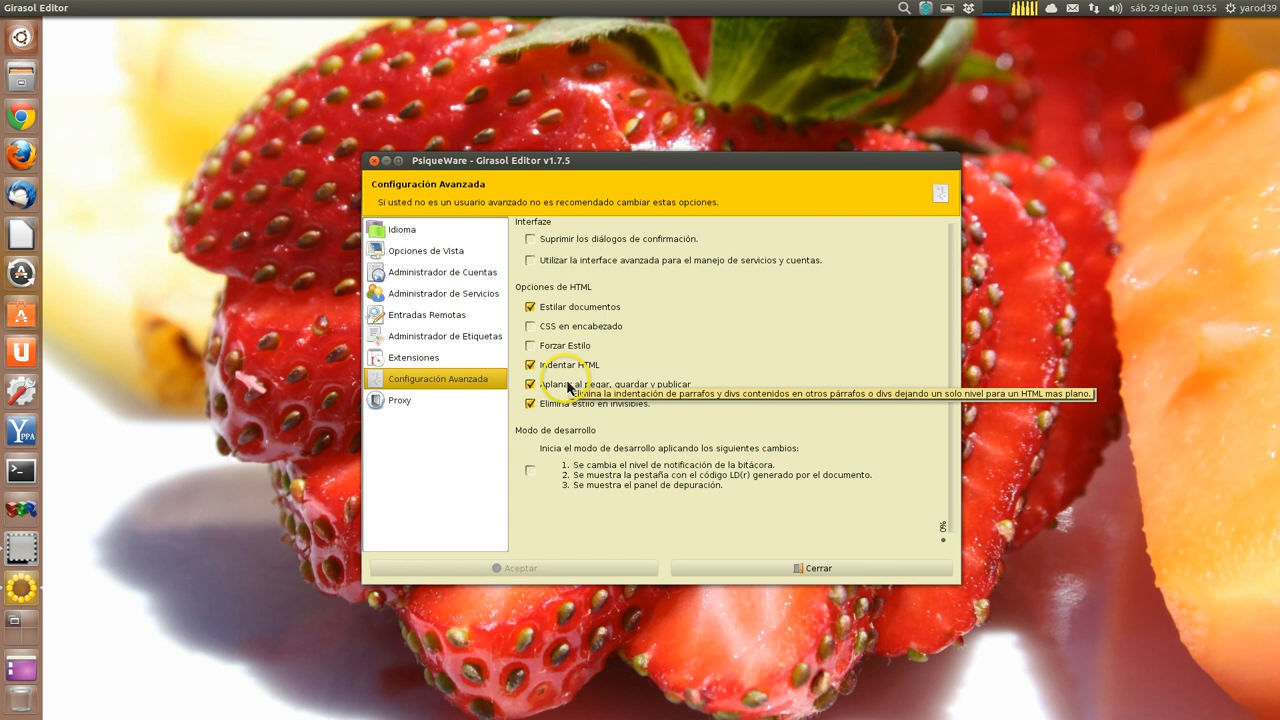 Girasol Editor
sáb 29 de jun 03:55 yarod39
PsiqueWare - Girasol Editor v1.7.5
Configuración Avanzada
Si usted no es un usuario avanzado no es recomendado cambiar estas opciones.
Idioma
Opciones de Vista
Administrador de Cuentas
Administrador de Servicios
Entradas Remotas
Administrador de Etiquetas
Extensiones
Configuración Avanzada
Proxy
Interfaze
Suprimir los diálogos de confirmación.
Utilizar la interface avanzada para el manejo de servicios y cuentas.
Opciones de HTML
Estilar documentos
CSS en encabezado
Forzar Estilo
Indentar HTML
Aplanar al pegar, guardar y publicar
Elimina la indentación de parrafos y divs contenidos en otros párrafos o divs dejando un solo nivel para un HTML mas plano.
Elimina estilo en invisibles.
Modo de desarrollo
Inicia el modo de desarrollo aplicando los siguientes cambios:
1. Se cambia el nivel de notificación de la bitácora.
2. Se muestra la pestaña con el código LD(r) generado por el documento.
3. Se muestra el panel de depuración.
0%
Aceptar
Cerrar
YPPA